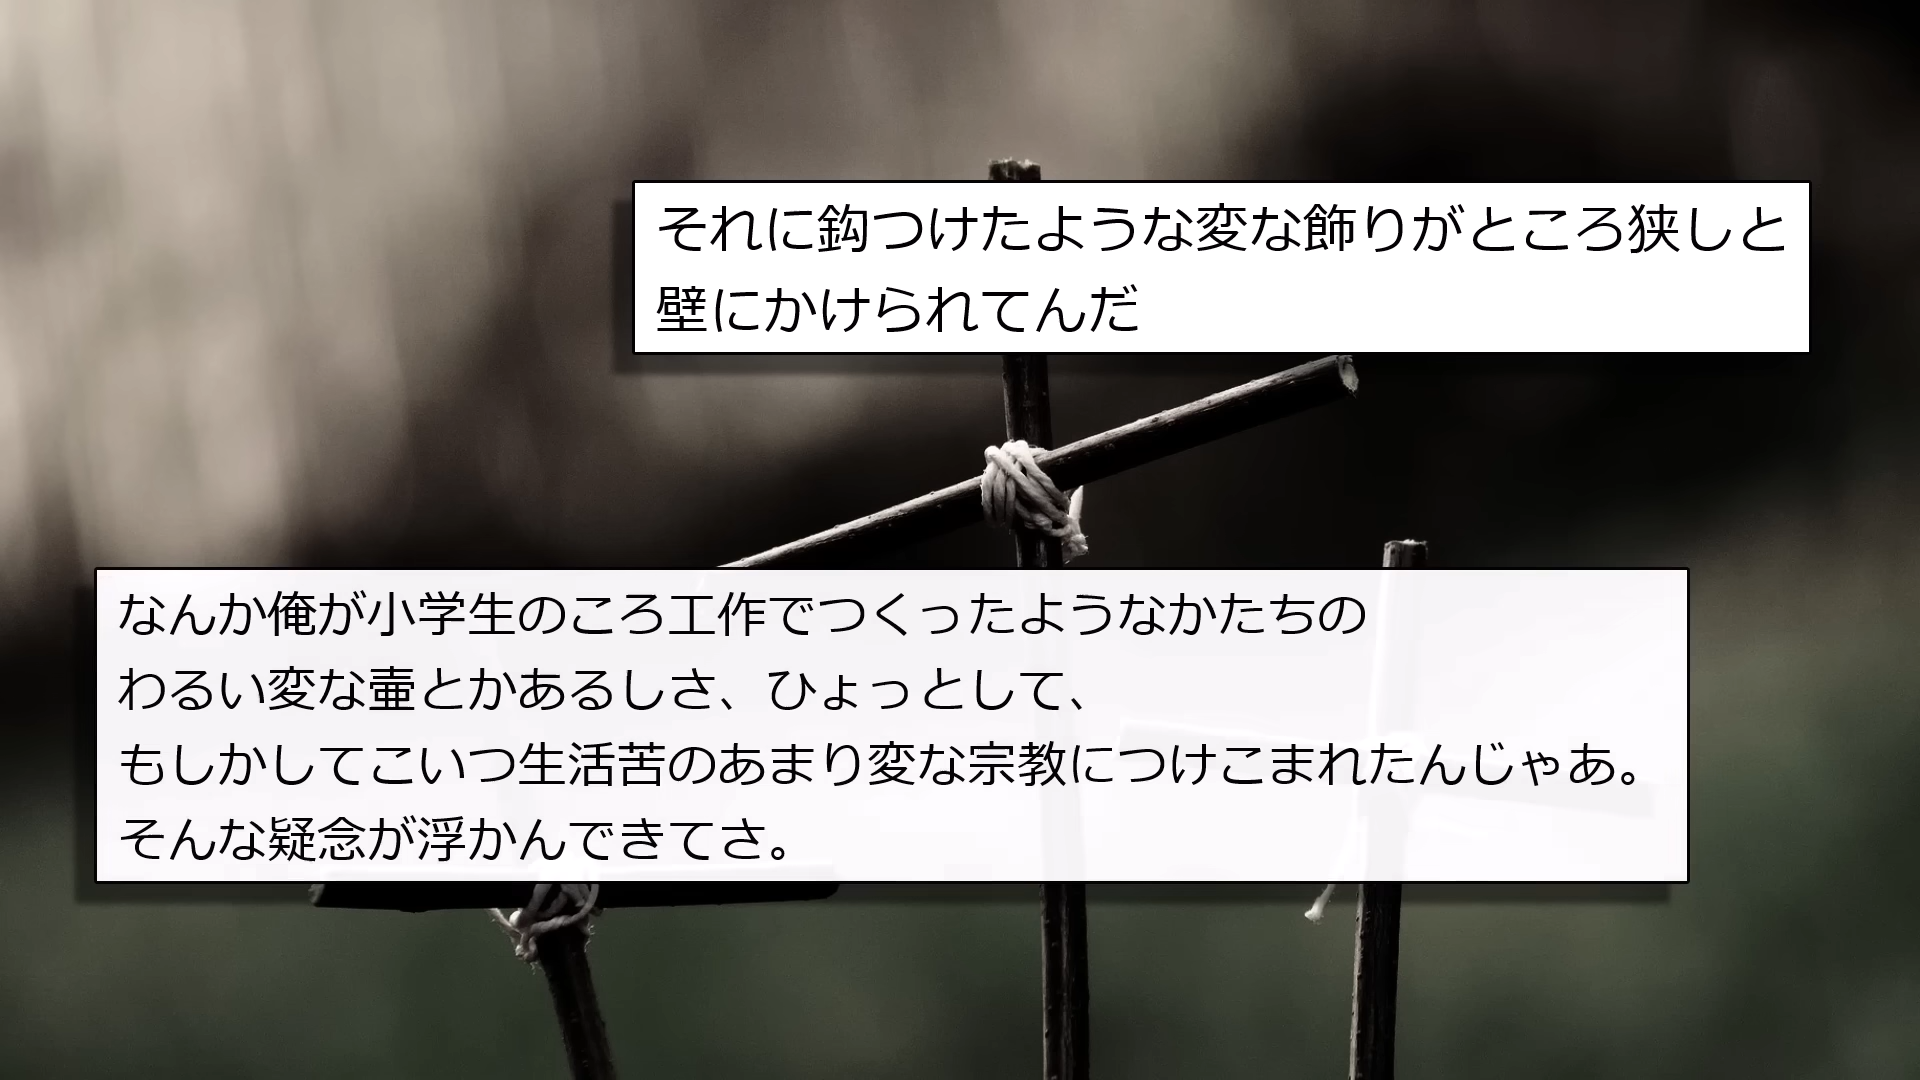 それに鈎つけたような変な飾りがところ狭しと
壁にかけられてんだ
なんか俺が小学生のころ工作でつくったようなかたちの
わるい変な壷とかあるしさ、ひょっとして、
もしかしてこいつ生活苦のあまり変な宗教につけこまれたんじゃあ。
そんな疑念が浮かんできてさ。